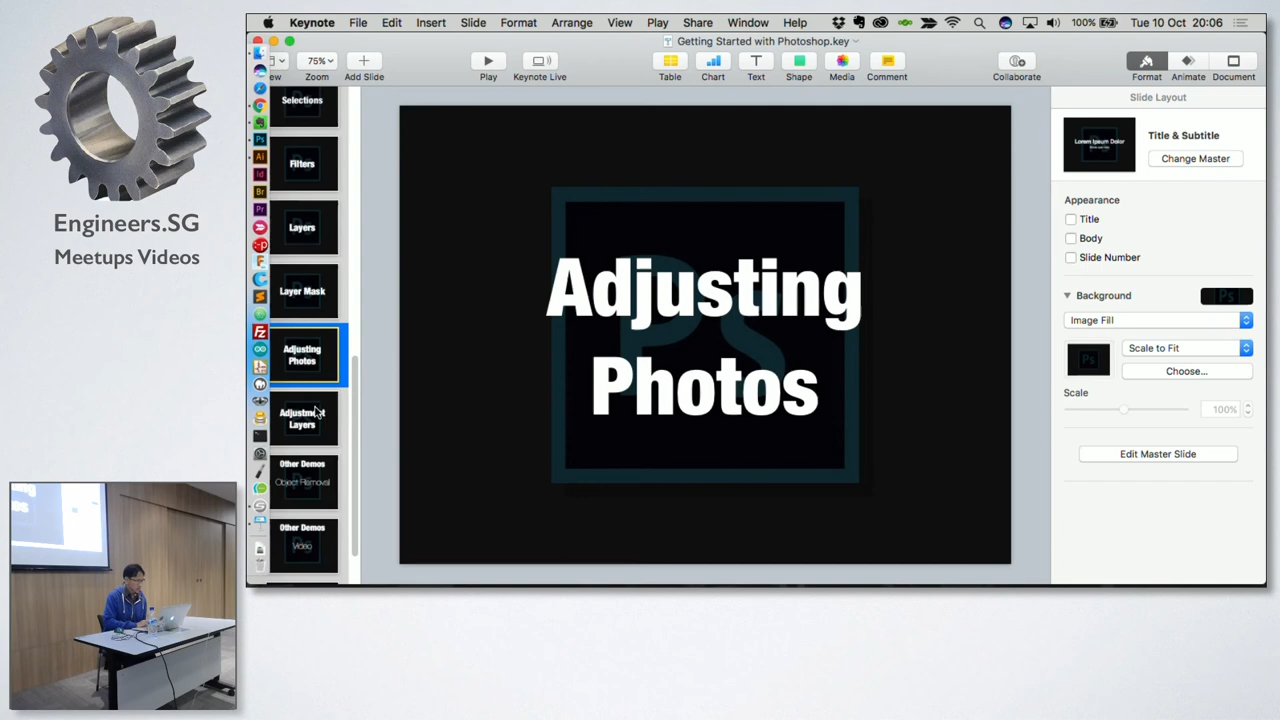 Engineers.SG
Meetups Videos
Keynote File Edit Insert Slide Format Arrange View Play Share Window Help 100% Tue 10 Oct 20:06
Getting Started with Photoshop.key
75%
Zoom
Add Slide
Play
Keynote Live
Table
Chart
Text
Shape
Media
Comment
Collaborate
Format
Animate
Document
Selections
Filters
Layers
Layer Mask
Adjusting
Photos
Adjustment
Layers
Other Demos
Object Removal
Other Demos
Video
Adjusting
Photos
Slide Layout
Lorem Ipsum Dolor
Title & Subtitle
Change Master
Appearance
Title
Body
Slide Number
Background
Image Fill
Scale to Fit
Choose...
Scale
100%
Edit Master Slide